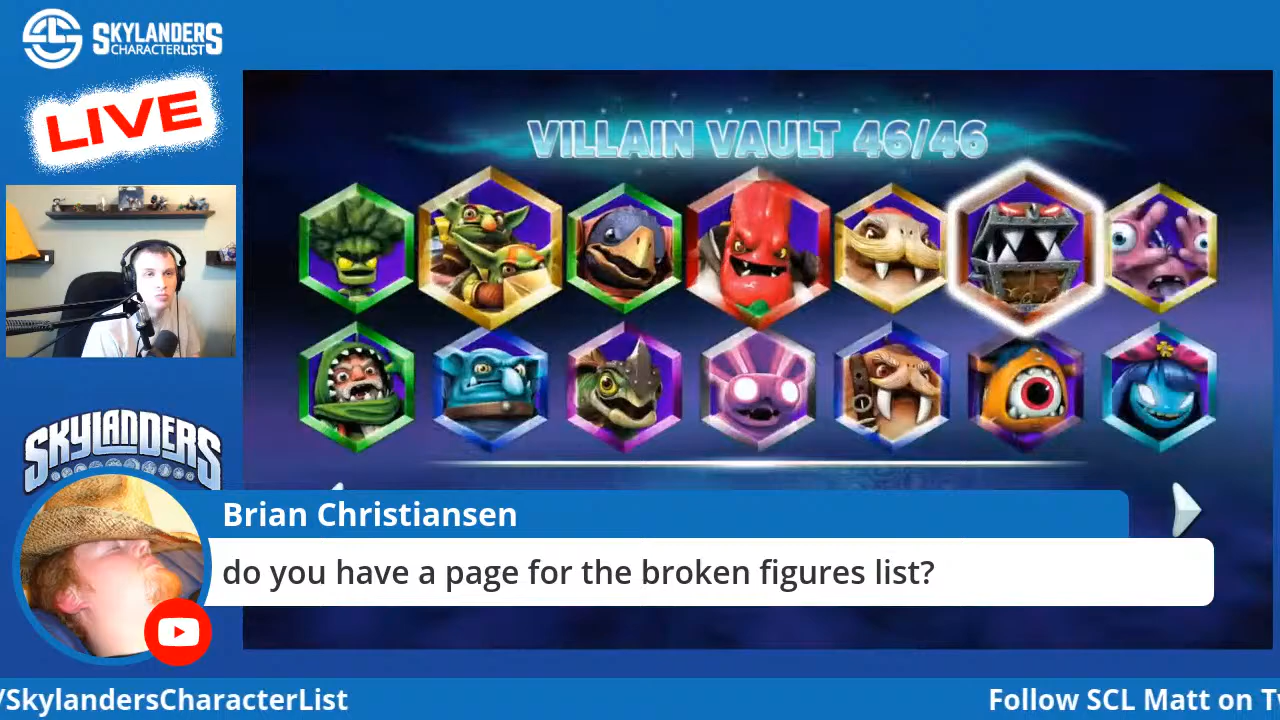 SKYLANDERS
CHARACTERLIST
LIVE
VILLAIN VAULT 46/46
SKYLANDERS
Brian Christiansen
do you have a page for the broken figures list?
/SkylandersCharacterList
Follow SCL Matt on Tw